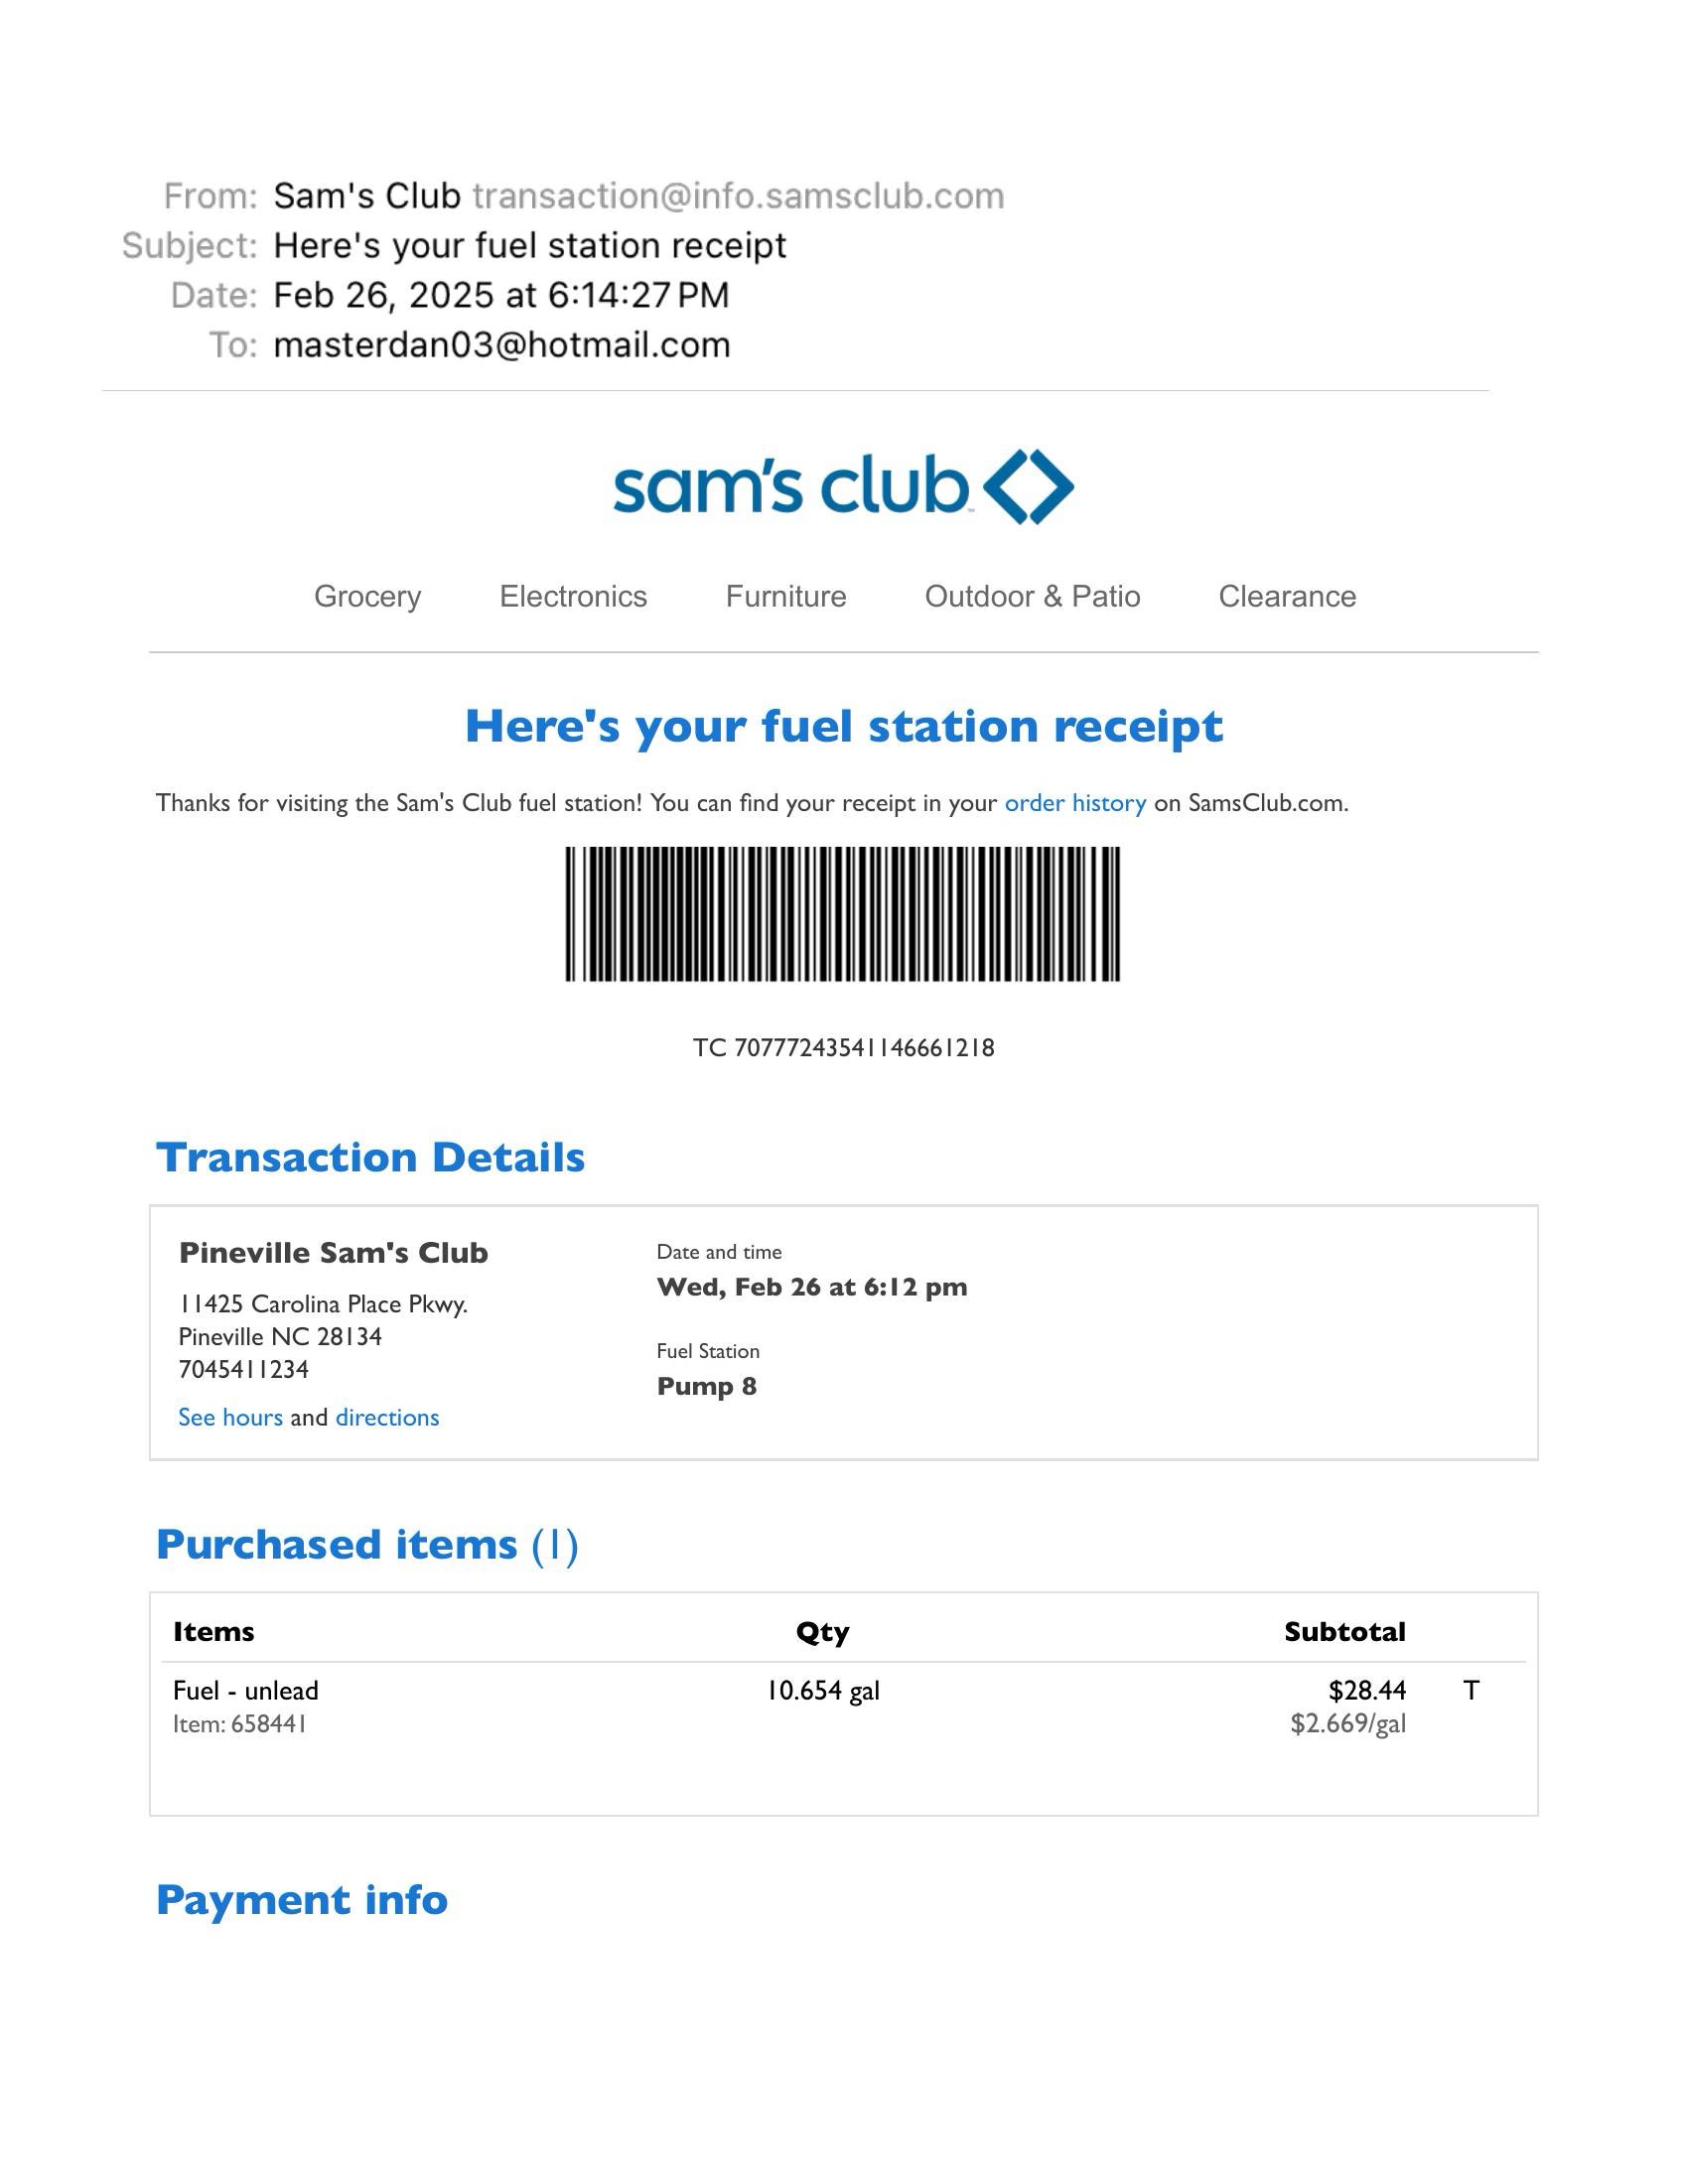 From: Sam's Club transaction@info.samsclub.com
Subject: Here's your fuel station receipt
Date: Feb 26, 2025 at 6:14:27 PM
To: masterdan03@hotmail.com
sam's club™
Grocery Electronics Furniture Outdoor & Patio Clearance
Here's your fuel station receipt
Thanks for visiting the Sam's Club fuel station! You can find your receipt in your order history on SamsClub.com.
TC 70777243541146661218
Transaction Details
Pineville Sam's Club
11425 Carolina Place Pkwy.
Pineville NC 28134
7045411234
See hours and directions
Date and time
Wed, Feb 26 at 6:12 pm
Fuel Station
Pump 8
Purchased items (1)
Items Qty Subtotal
Fuel - unlead 10.654 gal $28.44 T
Item: 658441 $2.669/gal
Payment info